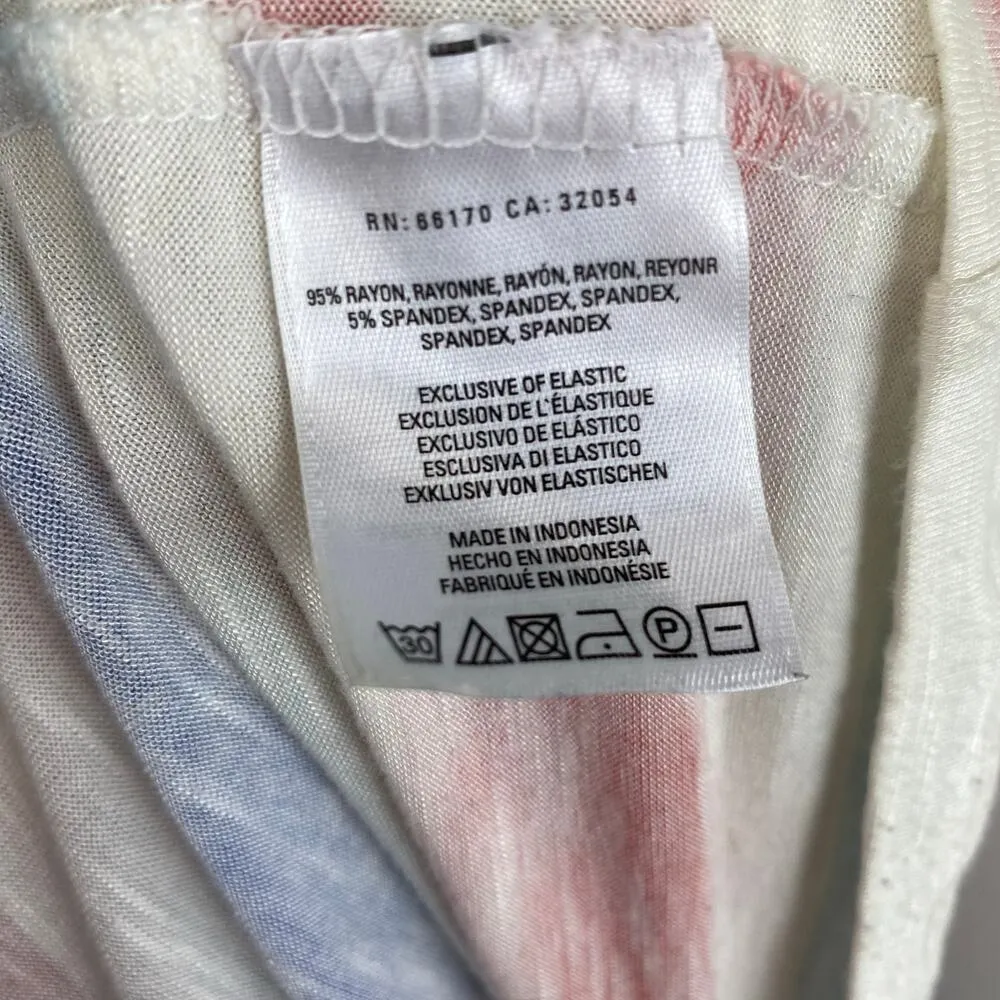 RN: 66170 CA: 32054
95% RAYON, RAYONNE, RAYÓN, RAYON, REYONR
5% SPANDEX, SPANDEX, SPANDEX,
SPANDEX, SPANDEX
EXCLUSIVE OF ELASTIC
EXCLUSION DE L'ÉLASTIQUE
EXCLUSIVO DE ELÁSTICO
ESCLUSIVA DI ELASTICO
EXKLUSIV VON ELASTISCHEN
MADE IN INDONESIA
HECHO EN INDONESIA
FABRIQUÉ EN INDONÉSIE
30 P